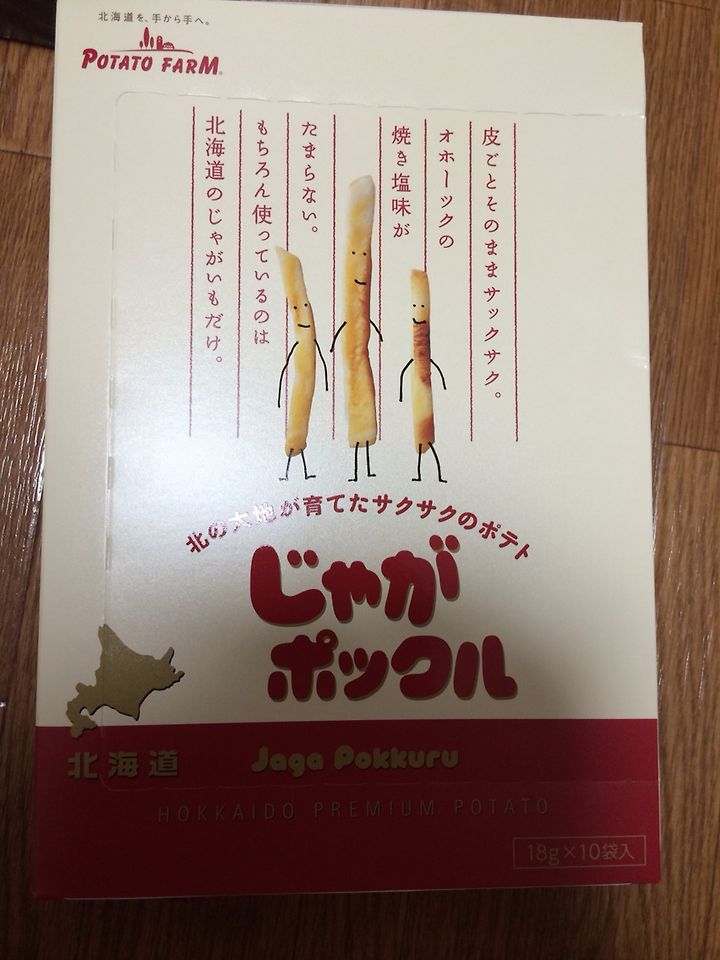 北海道を、手から手へ。
POTATO FARM®
皮ごとそのままサックサク。
オホーツクの
焼き塩味が
たまらない。
もちろん使っているのは
北海道のじゃがいもだけ。
北の大地が育てたサクサクのポテト
じゃが
ポックル
北海道
Jaga Pokkuru
HOKKAIDO PREMIUM POTATO
18g×10袋入